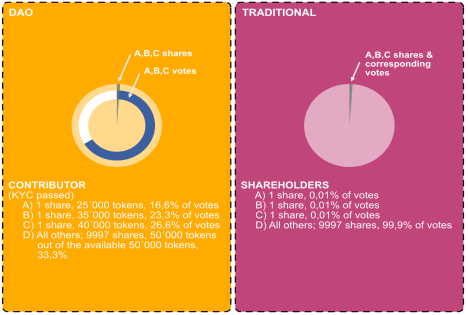 DAO
A,B,C shares
A,B,C votes
CONTRIBUTOR
(KYC passed)
A) 1 share, 25´000 tokens, 16,6% of votes
B) 1 share, 35´000 tokens, 23,3% of votes
C) 1 share, 40´000 tokens, 26,6% of votes
D) All others; 9997 shares, 50´000 tokens
out of the available 50´000 tokens,
33,3%
TRADITIONAL
A,B,C shares &
corresponding
votes
SHAREHOLDERS
A) 1 share, 0,01% of votes
B) 1 share, 0,01% of votes
C) 1 share, 0,01% of votes
D) All others; 9997 shares, 99,9% of votes